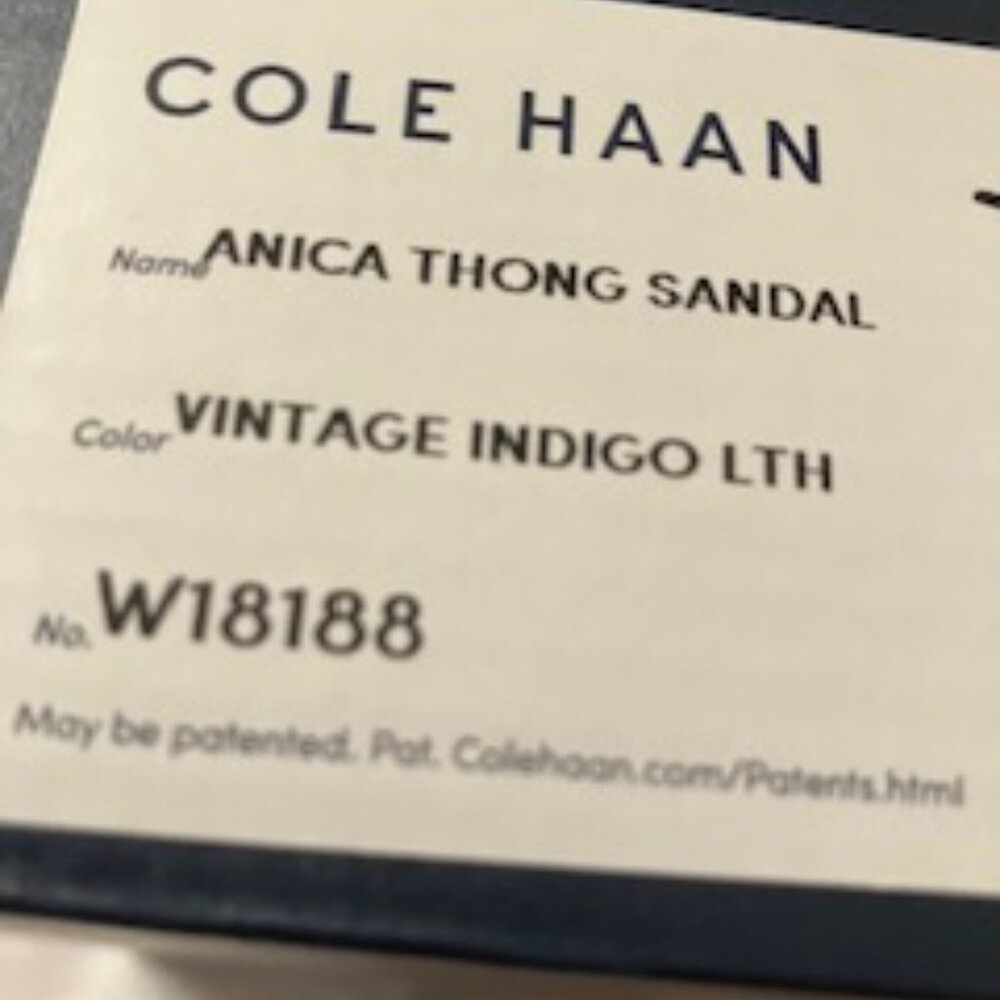 COLE HAAN
Name ANICA THONG SANDAL
Color VINTAGE INDIGO LTH
No. W18188
May be patented. Pat. Colehaan.com/Patents.html